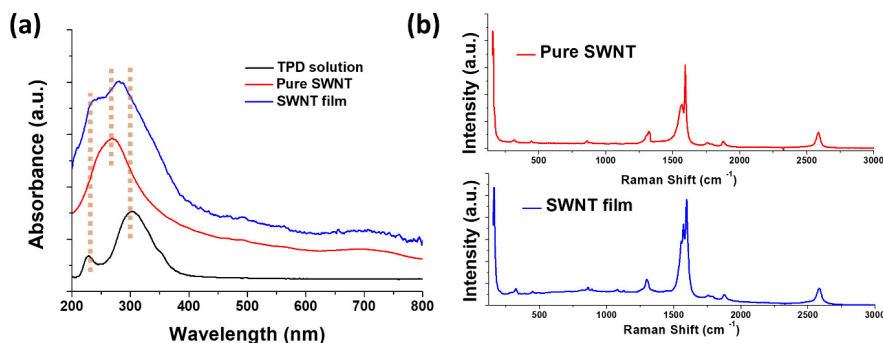 (a)
TPD solution
Pure SWNT
SWNT film
Absorbance (a.u.)
200 300 400 500 600 700 800
Wavelength (nm)
(b)
Pure SWNT
Intensity (a.u.)
500 1000 1500 2000 2500 3000
Raman Shift (cm⁻¹)
SWNT film
Intensity (a.u.)
500 1000 1500 2000 2500 3000
Raman Shift (cm⁻¹)